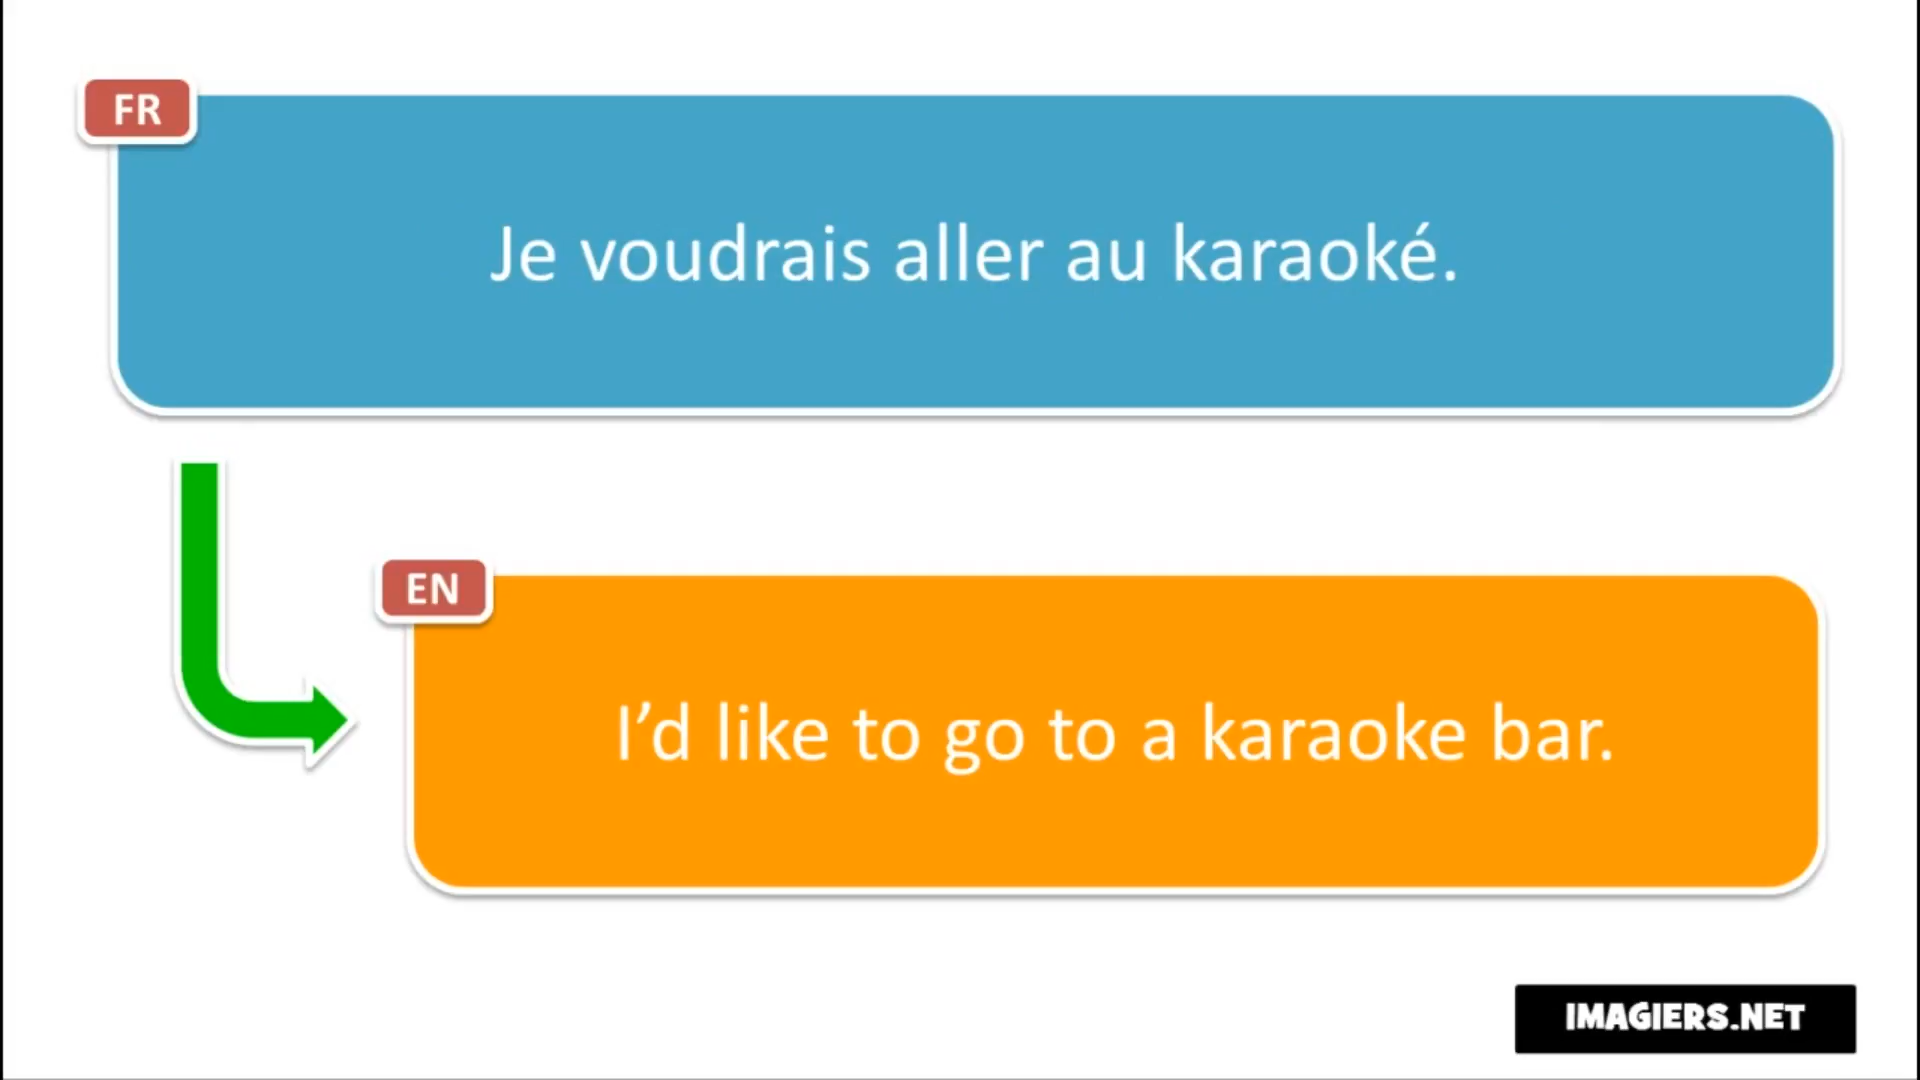 FR
Je voudrais aller au karaoké.
EN
I’d like to go to a karaoke bar.
IMAGIERS.NET